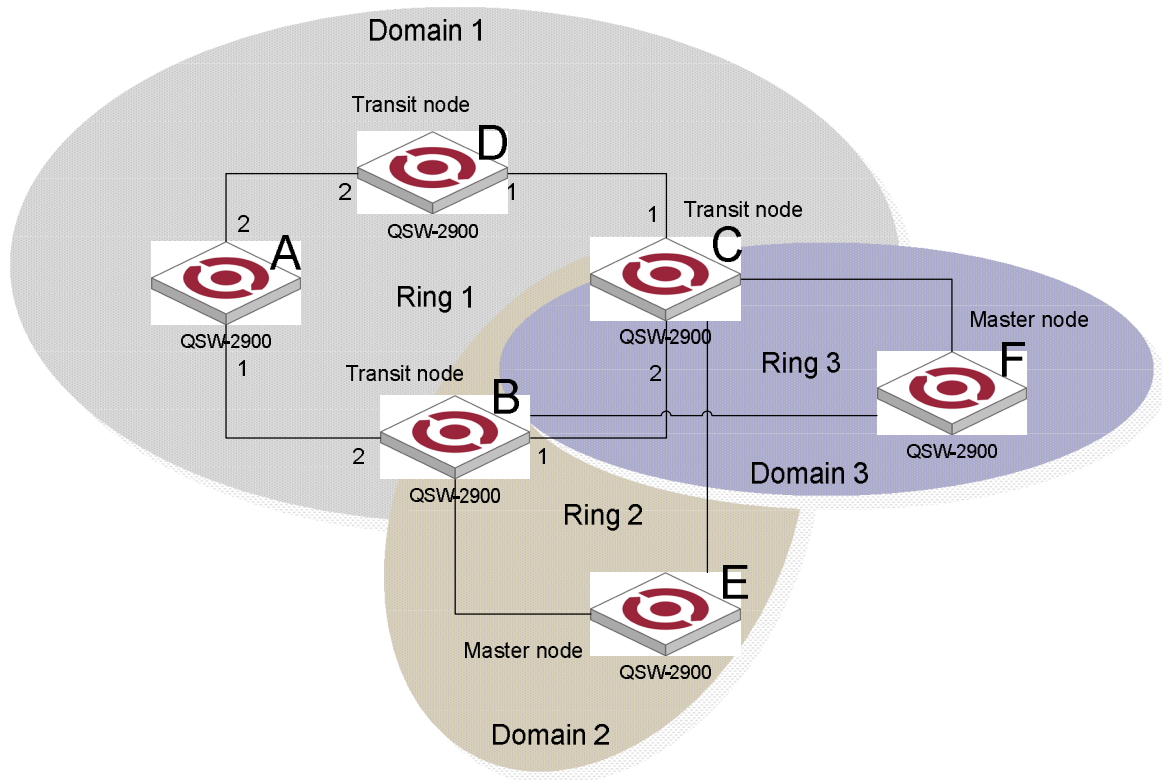 Domain 1
Transit node
D
2
1
QSW-2900
2
1
Transit node
A
C
Ring 1
QSW-2900
QSW-2900
Master node
1
2
Ring 3
F
Transit node
B
2
1
QSW-2900
QSW-2900
Domain 3
Ring 2
E
Master node
QSW-2900
Domain 2